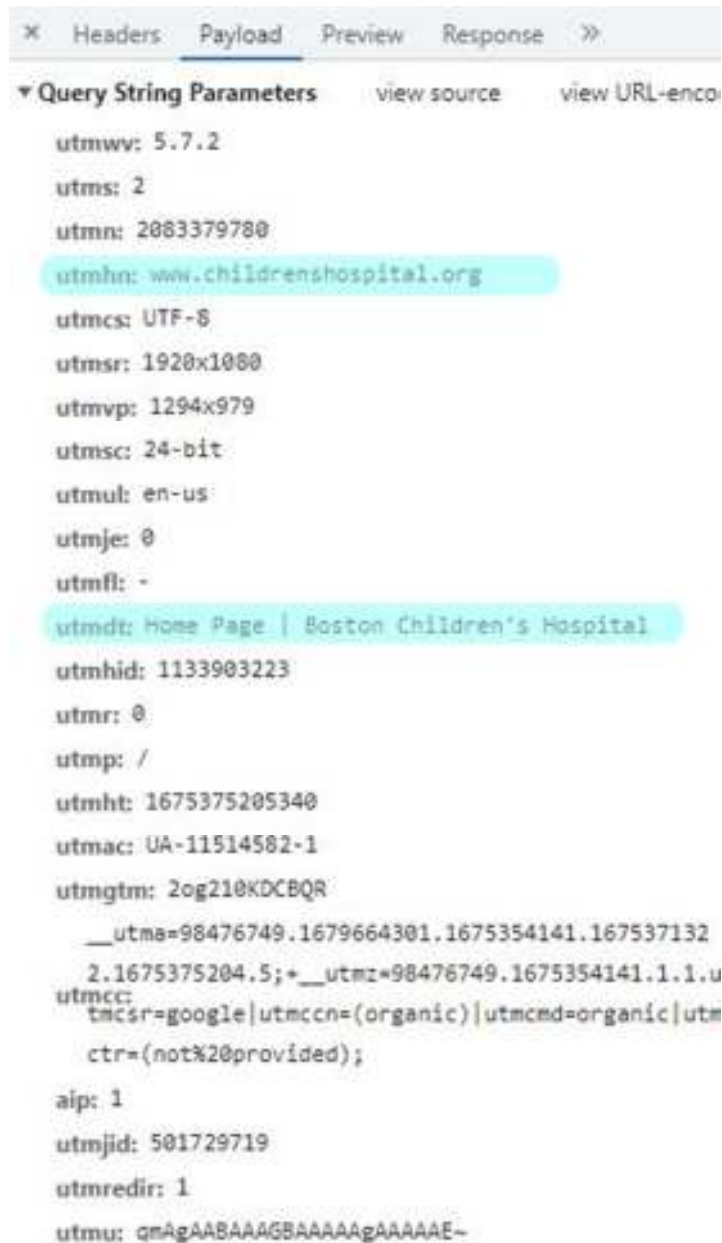 × Headers Payload Preview Response »
▼ Query String Parameters view source view URL-enco
utmwv: 5.7.2
utms: 2
utmn: 2083379780
utmhn: www.childrenshospital.org
utmcs: UTF-8
utmsr: 1920x1080
utmvp: 1294x979
utmsc: 24-bit
utmul: en-us
utmje: 0
utmfl: -
utmdt: Home Page | Boston Children's Hospital
utmhid: 1133903223
utmr: 0
utmp: /
utmht: 1675375205340
utmac: UA-11514582-1
utmgtm: 2og210KDCBQR
__utma=98476749.1679664301.1675354141.167537132
2.1675375204.5;+__utmz=98476749.1675354141.1.1.u
utmcc:
tmcsr=google|utmccn=(organic)|utmcmd=organic|utm
ctr=(not%20provided);
aip: 1
utmjid: 501729719
utmredir: 1
utmu: qmAgAABAAAGBAAAAAgAAAAAE~